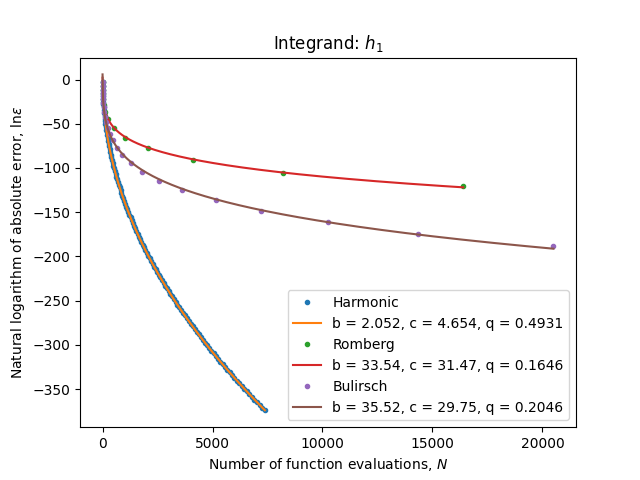 Integrand: h₁
Natural logarithm of absolute error, lnε
0
−50
−100
−150
−200
−250
−300
−350
Harmonic
b = 2.052, c = 4.654, q = 0.4931
Romberg
b = 33.54, c = 31.47, q = 0.1646
Bulirsch
b = 35.52, c = 29.75, q = 0.2046
0 5000 10000 15000 20000
Number of function evaluations, N